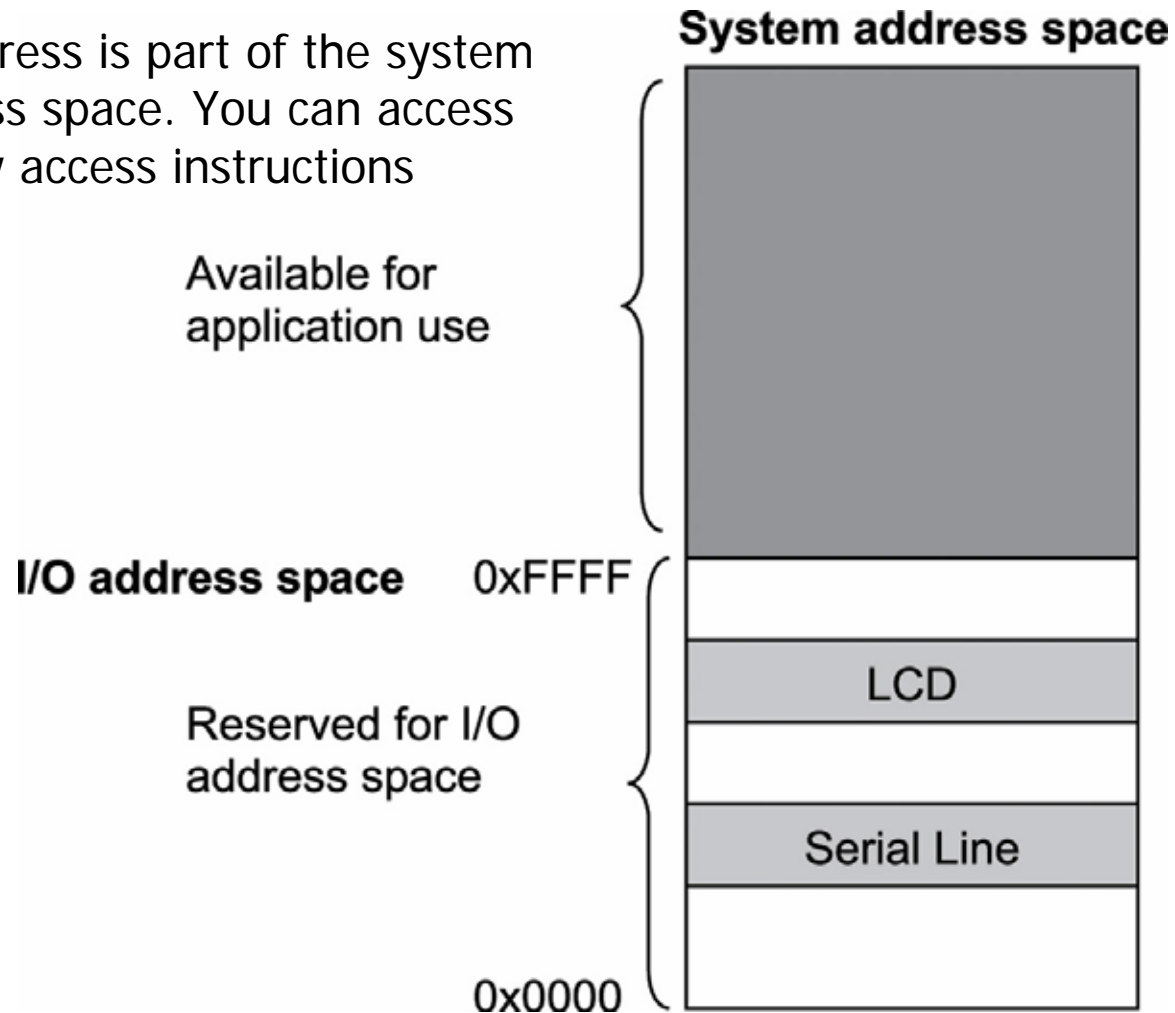 System address space
ress is part of the system
ss space. You can access
access instructions
Available for
application use
I/O address space 0xFFFF
LCD
Reserved for I/O
address space
Serial Line
0x0000